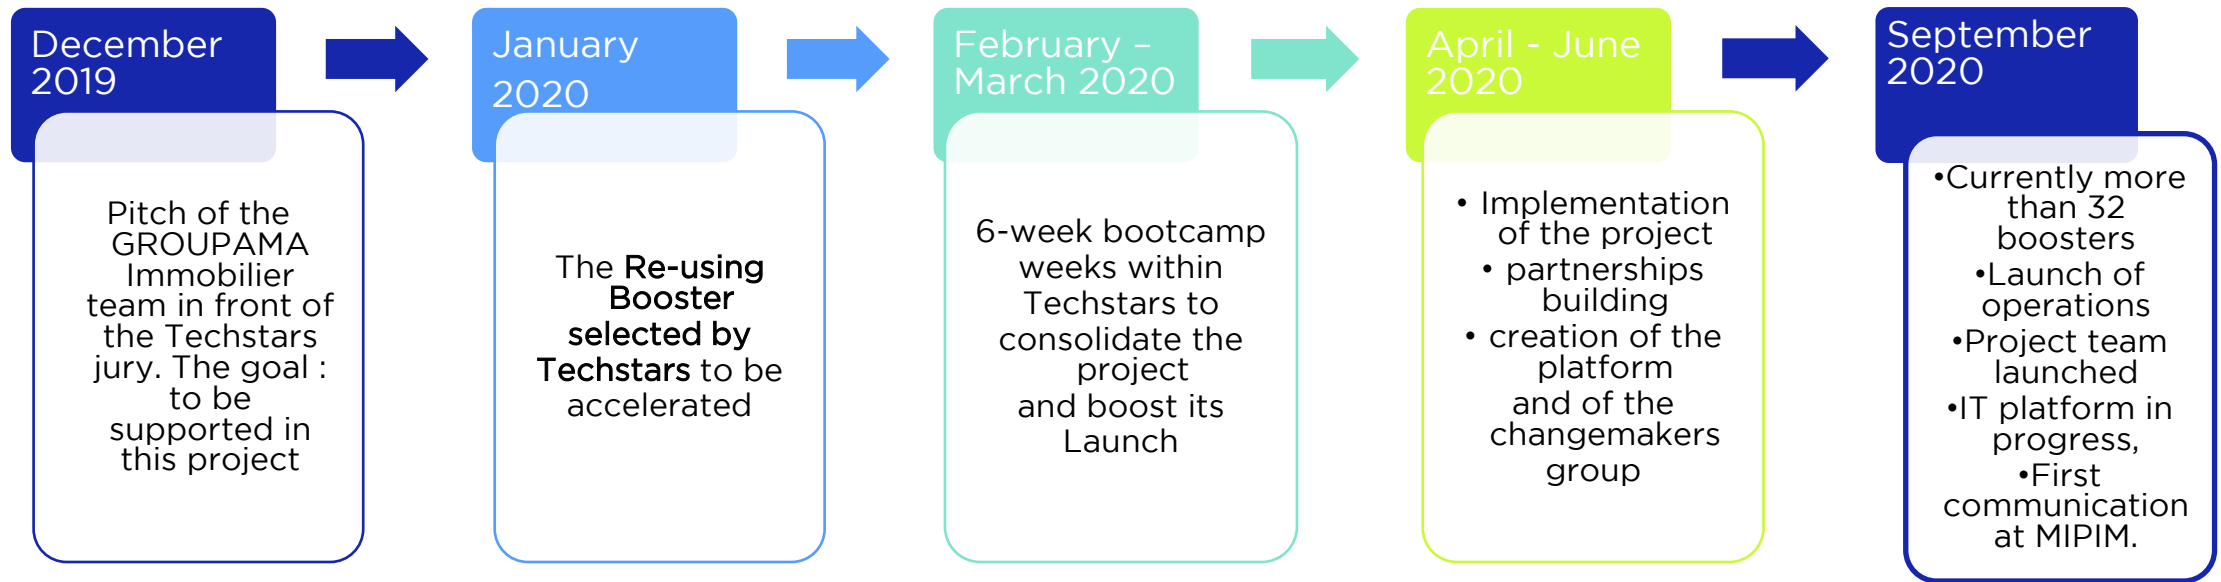 December
2019
Pitch of the
GROUPAMA
Immobilier
team in front of
the Techstars
jury. The goal :
to be
supported in
this project
January
2020
The Re-using
Booster
selected by
Techstars to be
accelerated
February –
March 2020
6-week bootcamp
weeks within
Techstars to
consolidate the
project
and boost its
Launch
April - June
2020
• Implementation
of the project
• partnerships
building
• creation of the
platform
and of the
changemakers
group
September
2020
•Currently more
than 32
boosters
•Launch of
operations
•Project team
launched
•IT platform in
progress,
•First
communication
at MIPIM.